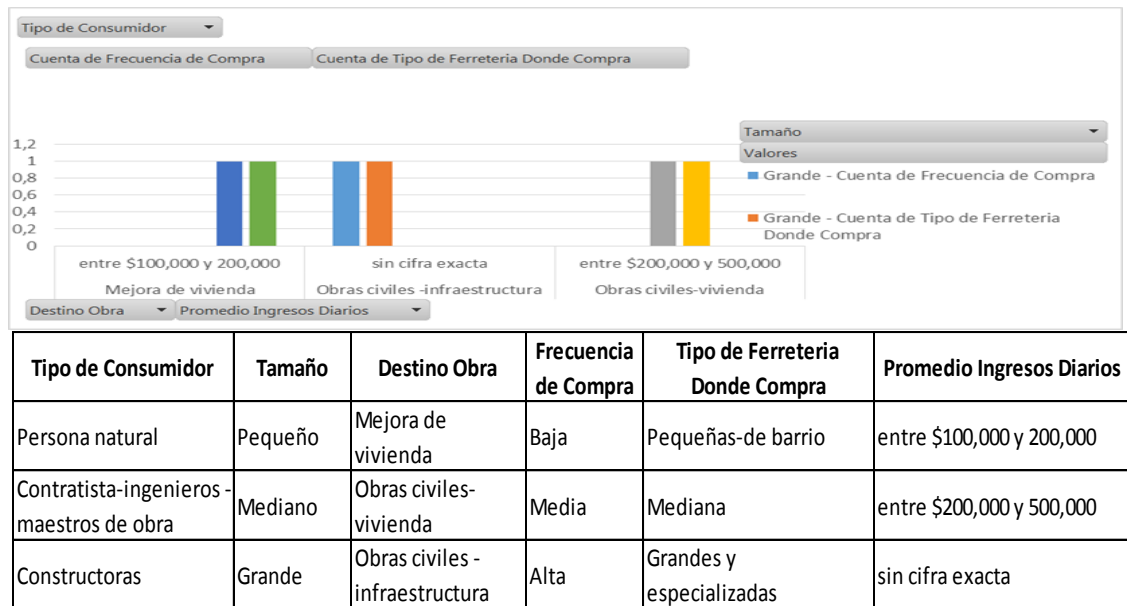 Tipo de Consumidor
Cuenta de Frecuencia de Compra
Cuenta de Tipo de Ferreteria Donde Compra
Tamaño
Valores
Grande - Cuenta de Frecuencia de Compra
Grande - Cuenta de Tipo de Ferreteria
Donde Compra
1,2
1
0,8
0,6
0,4
0,2
0
entre $100,000 y 200,000
sin cifra exacta
entre $200,000 y 500,000
Mejora de vivienda
Obras civiles -infraestructura
Obras civiles-vivienda
Destino Obra
Promedio Ingresos Diarios
Tipo de Consumidor
Tamaño
Destino Obra
Frecuencia
de Compra
Tipo de Ferreteria
Donde Compra
Promedio Ingresos Diarios
Persona natural
Pequeño
Mejora de
vivienda
Baja
Pequeñas-de barrio
entre $100,000 y 200,000
Contratista-ingenieros -
maestros de obra
Mediano
Obras civiles-
vivienda
Media
Mediana
entre $200,000 y 500,000
Constructoras
Grande
Obras civiles -
infraestructura
Alta
Grandes y
especializadas
sin cifra exacta